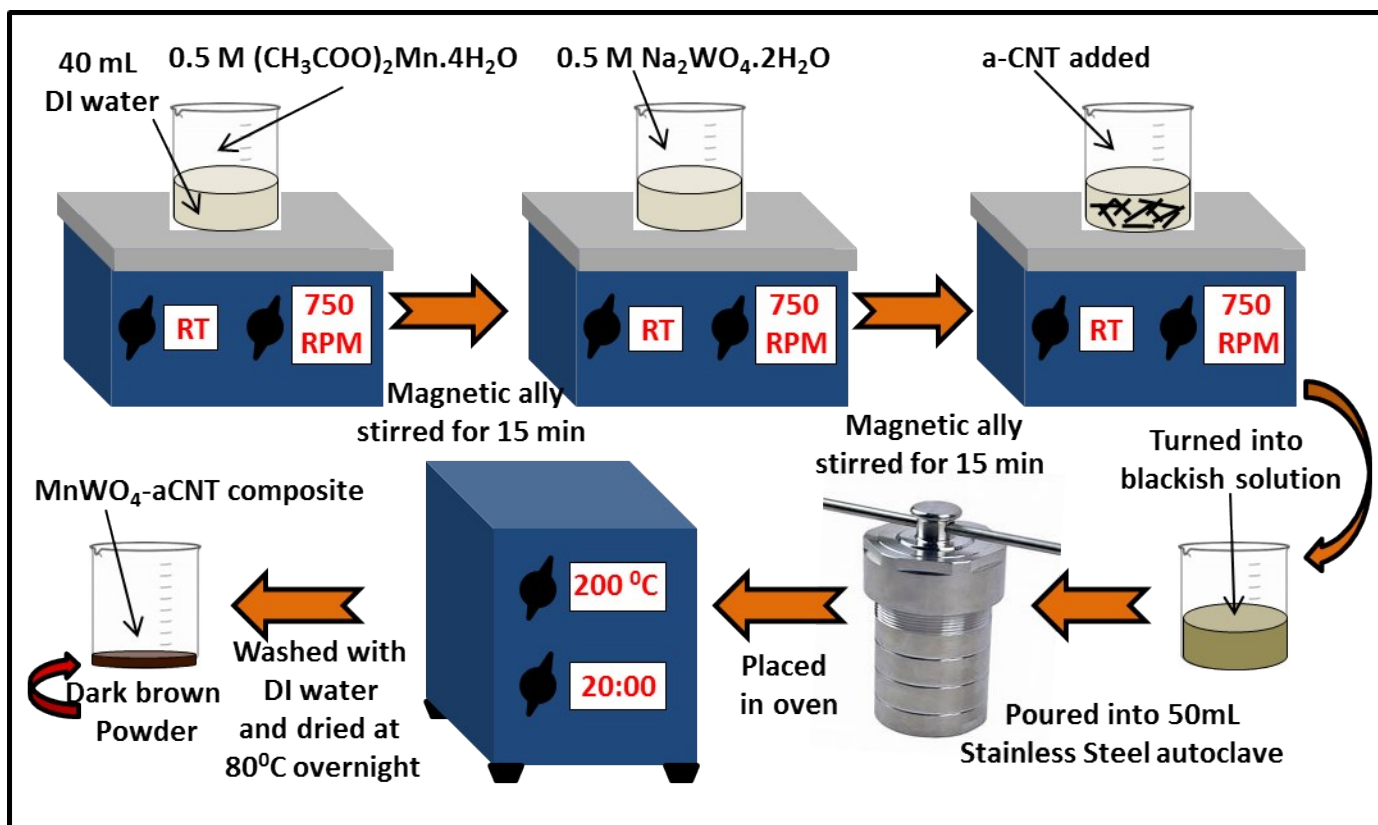 40 mL
DI water
0.5 M (CH₃COO)₂Mn.4H₂O
0.5 M Na₂WO₄.2H₂O
a-CNT added
RT
750
RPM
RT
750
RPM
RT
750
RPM
Magnetic ally
stirred for 15 min
Magnetic ally
stirred for 15 min
Turned into
blackish solution
Poured into 50mL
Stainless Steel autoclave
Placed
in oven
200 ⁰C
20:00
Washed with
DI water
and dried at
80⁰C overnight
MnWO₄-aCNT composite
Dark brown
Powder